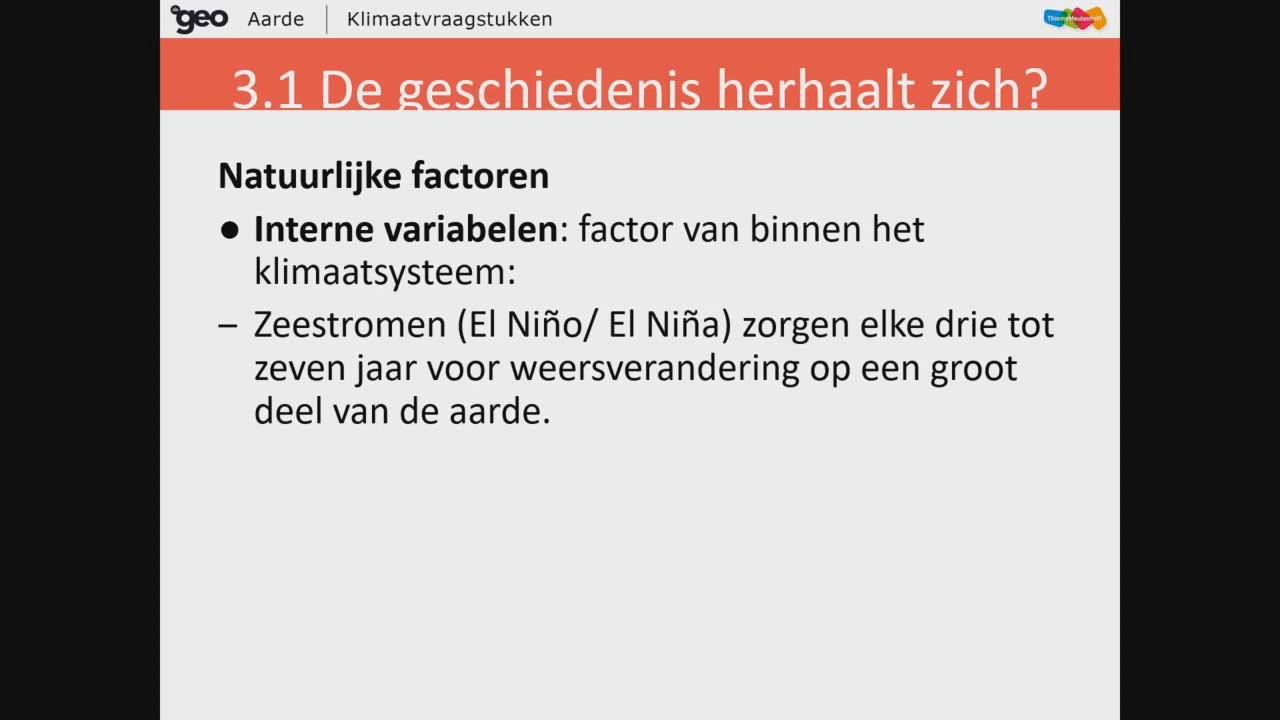 de geo Aarde Klimaatvraagstukken ThiemeMeulenhoff
3.1 De geschiedenis herhaalt zich?
Natuurlijke factoren
● Interne variabelen: factor van binnen het
klimaatsysteem:
– Zeestromen (El Niño/ El Niña) zorgen elke drie tot
zeven jaar voor weersverandering op een groot
deel van de aarde.